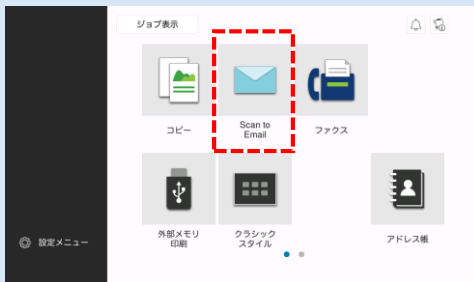 ジョブ表示
コピー
Scan to
Email
ファクス
外部メモリ
印刷
クラシック
スタイル
アドレス帳
設定メニュー